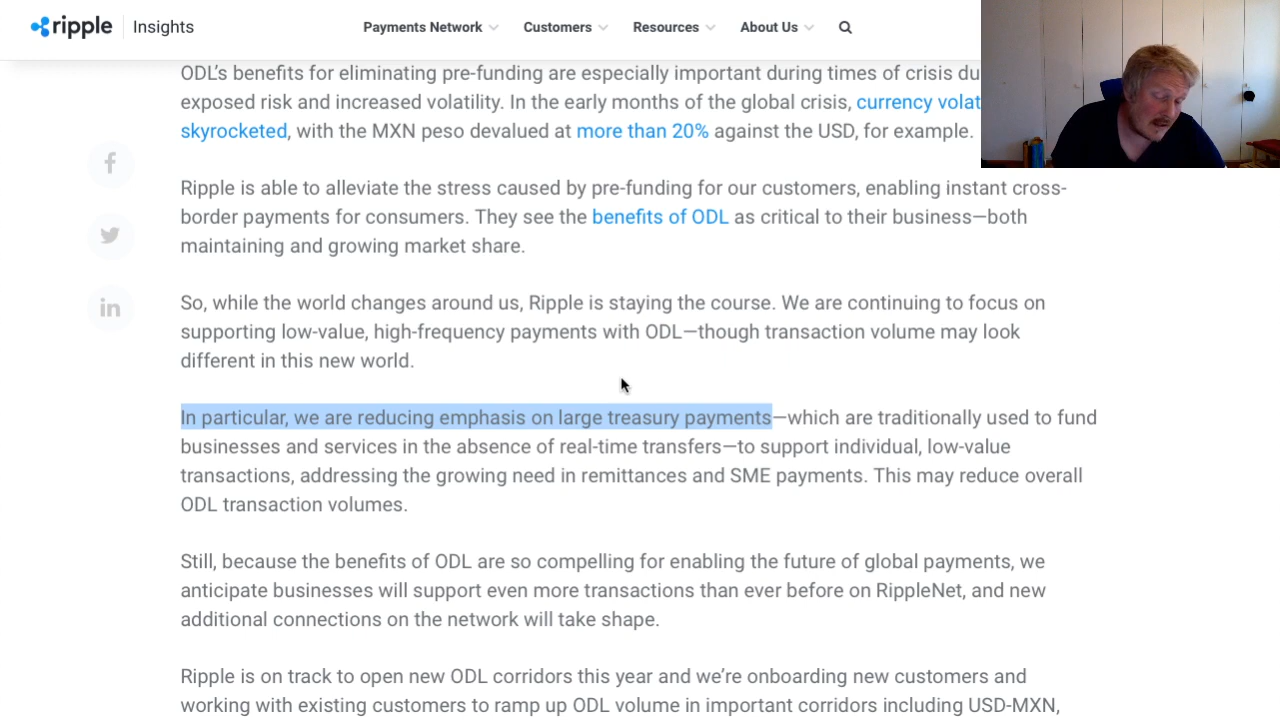 ripple Insights Payments Network Customers Resources About Us
ODL’s benefits for eliminating pre-funding are especially important during times of crisis du
exposed risk and increased volatility. In the early months of the global crisis, currency volat
skyrocketed, with the MXN peso devalued at more than 20% against the USD, for example.
Ripple is able to alleviate the stress caused by pre-funding for our customers, enabling instant cross-
border payments for consumers. They see the benefits of ODL as critical to their business—both
maintaining and growing market share.
So, while the world changes around us, Ripple is staying the course. We are continuing to focus on
supporting low-value, high-frequency payments with ODL—though transaction volume may look
different in this new world.
In particular, we are reducing emphasis on large treasury payments—which are traditionally used to fund
businesses and services in the absence of real-time transfers—to support individual, low-value
transactions, addressing the growing need in remittances and SME payments. This may reduce overall
ODL transaction volumes.
Still, because the benefits of ODL are so compelling for enabling the future of global payments, we
anticipate businesses will support even more transactions than ever before on RippleNet, and new
additional connections on the network will take shape.
Ripple is on track to open new ODL corridors this year and we’re onboarding new customers and
working with existing customers to ramp up ODL volume in important corridors including USD-MXN,